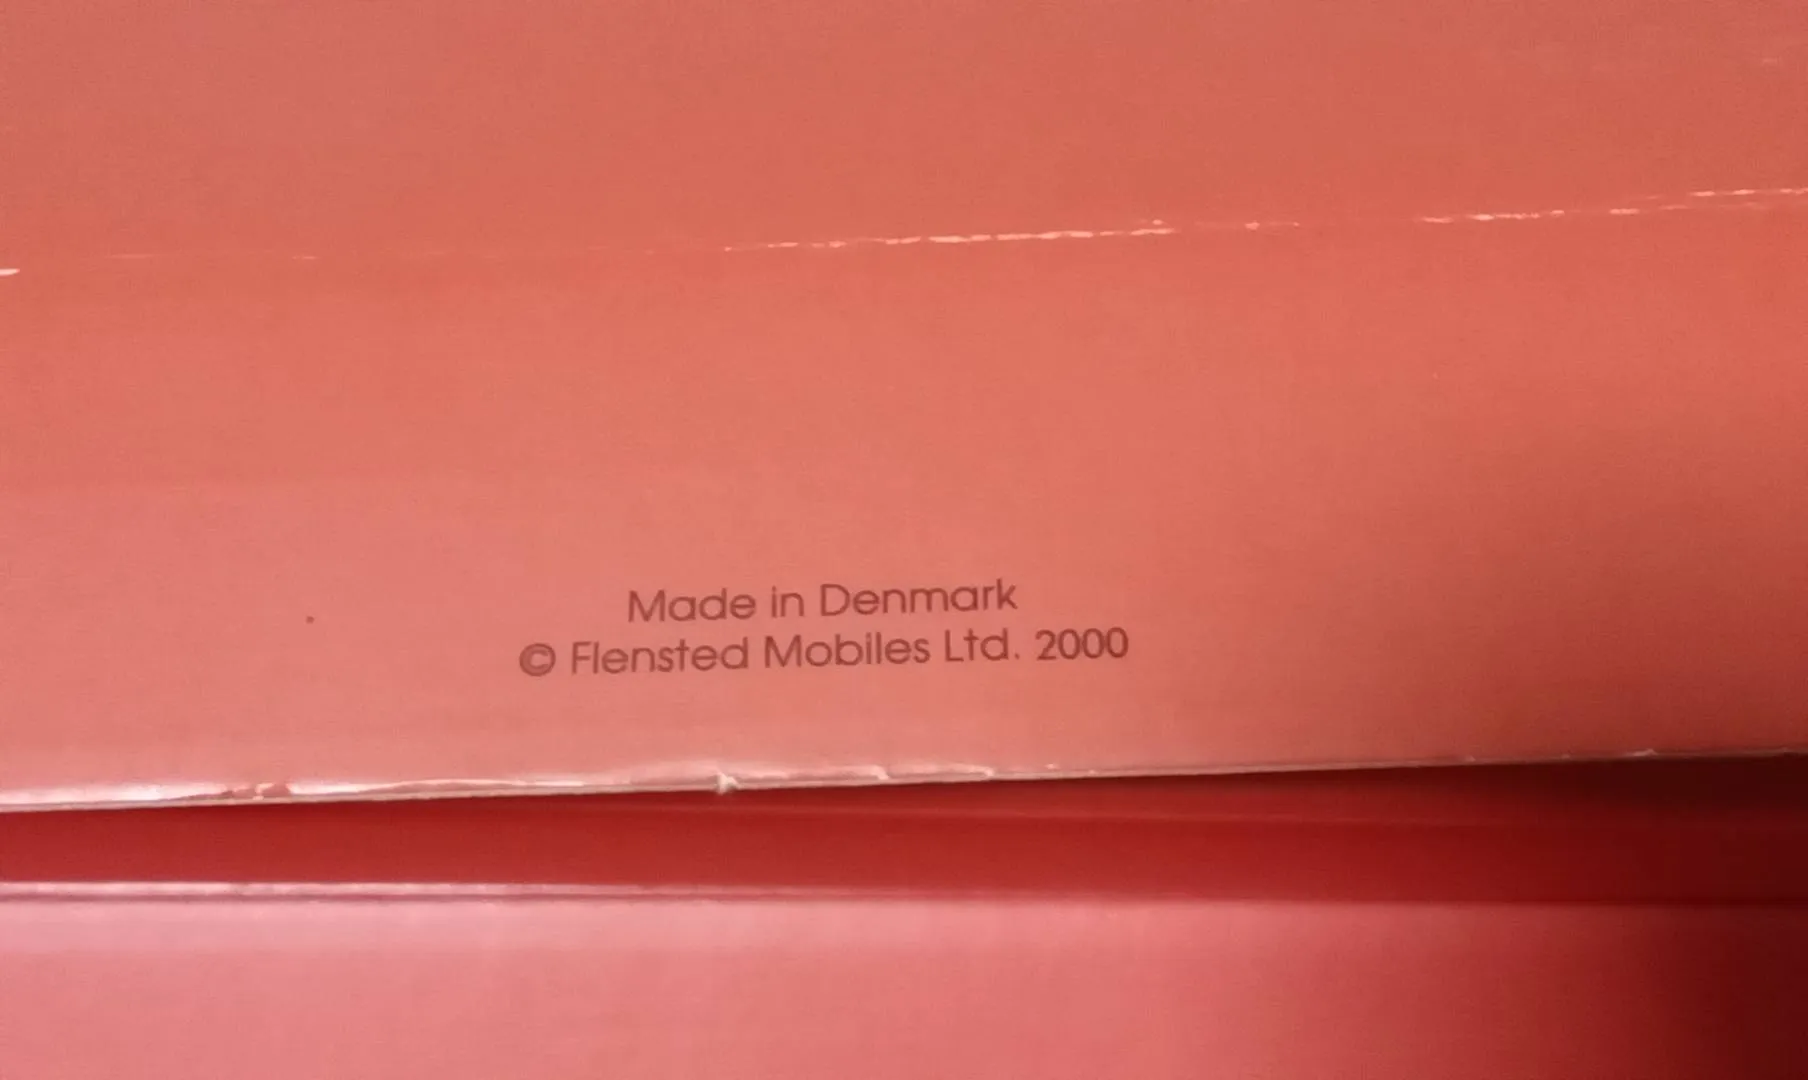 Made in Denmark
© Flensted Mobiles Ltd. 2000